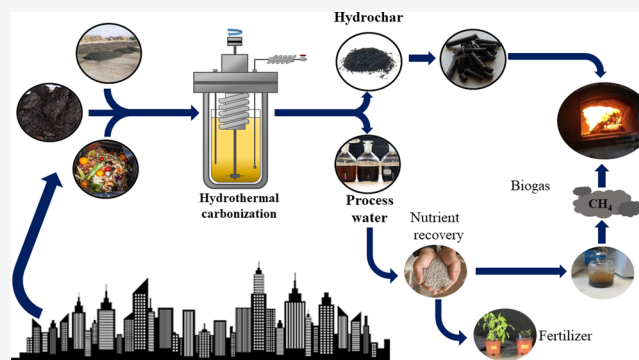 Hydrochar
Hydrothermal
carbonization
Process
water
Nutrient
recovery
Biogas
CH₄
Fertilizer